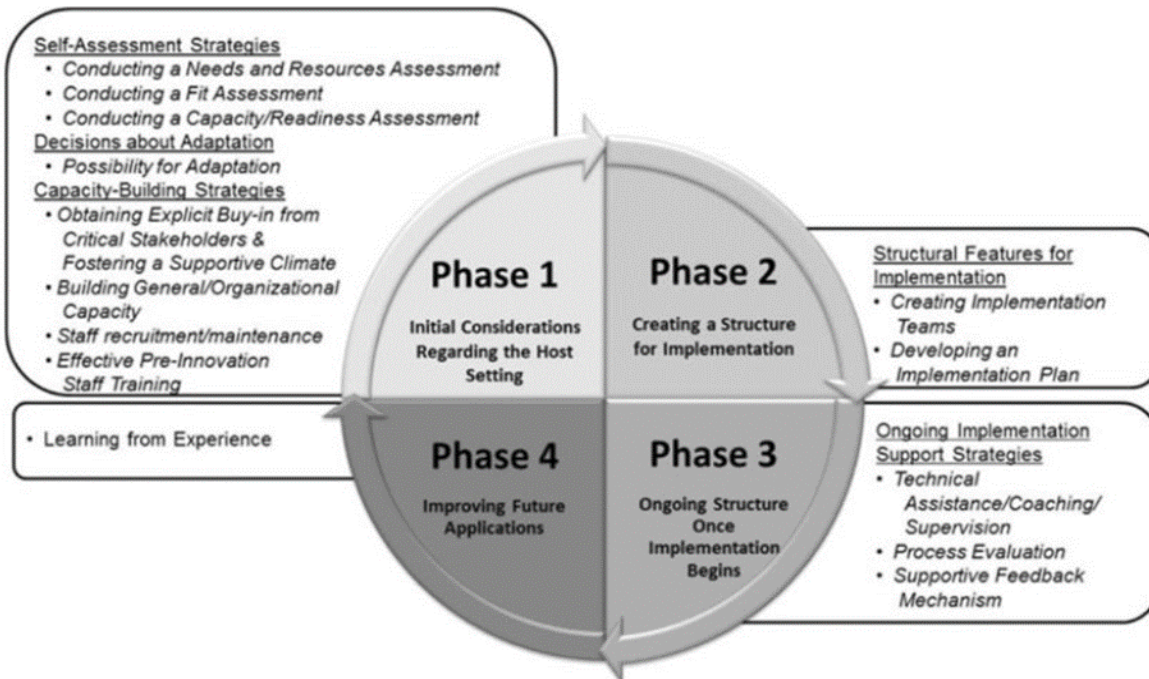 Self-Assessment Strategies
• Conducting a Needs and Resources Assessment
• Conducting a Fit Assessment
• Conducting a Capacity/Readiness Assessment
Decisions about Adaptation
• Possibility for Adaptation
Capacity-Building Strategies
• Obtaining Explicit Buy-in from
Critical Stakeholders &
Fostering a Supportive Climate
• Building General/Organizational
Capacity
• Staff recruitment/maintenance
• Effective Pre-Innovation
Staff Training
Phase 1
Initial Considerations
Regarding the Host
Setting
Phase 2
Creating a Structure
for Implementation
Structural Features for
Implementation
• Creating Implementation
Teams
• Developing an
Implementation Plan
• Learning from Experience
Phase 4
Improving Future
Applications
Phase 3
Ongoing Structure
Once
Implementation
Begins
Ongoing Implementation
Support Strategies
• Technical
Assistance/Coaching/
Supervision
• Process Evaluation
• Supportive Feedback
Mechanism